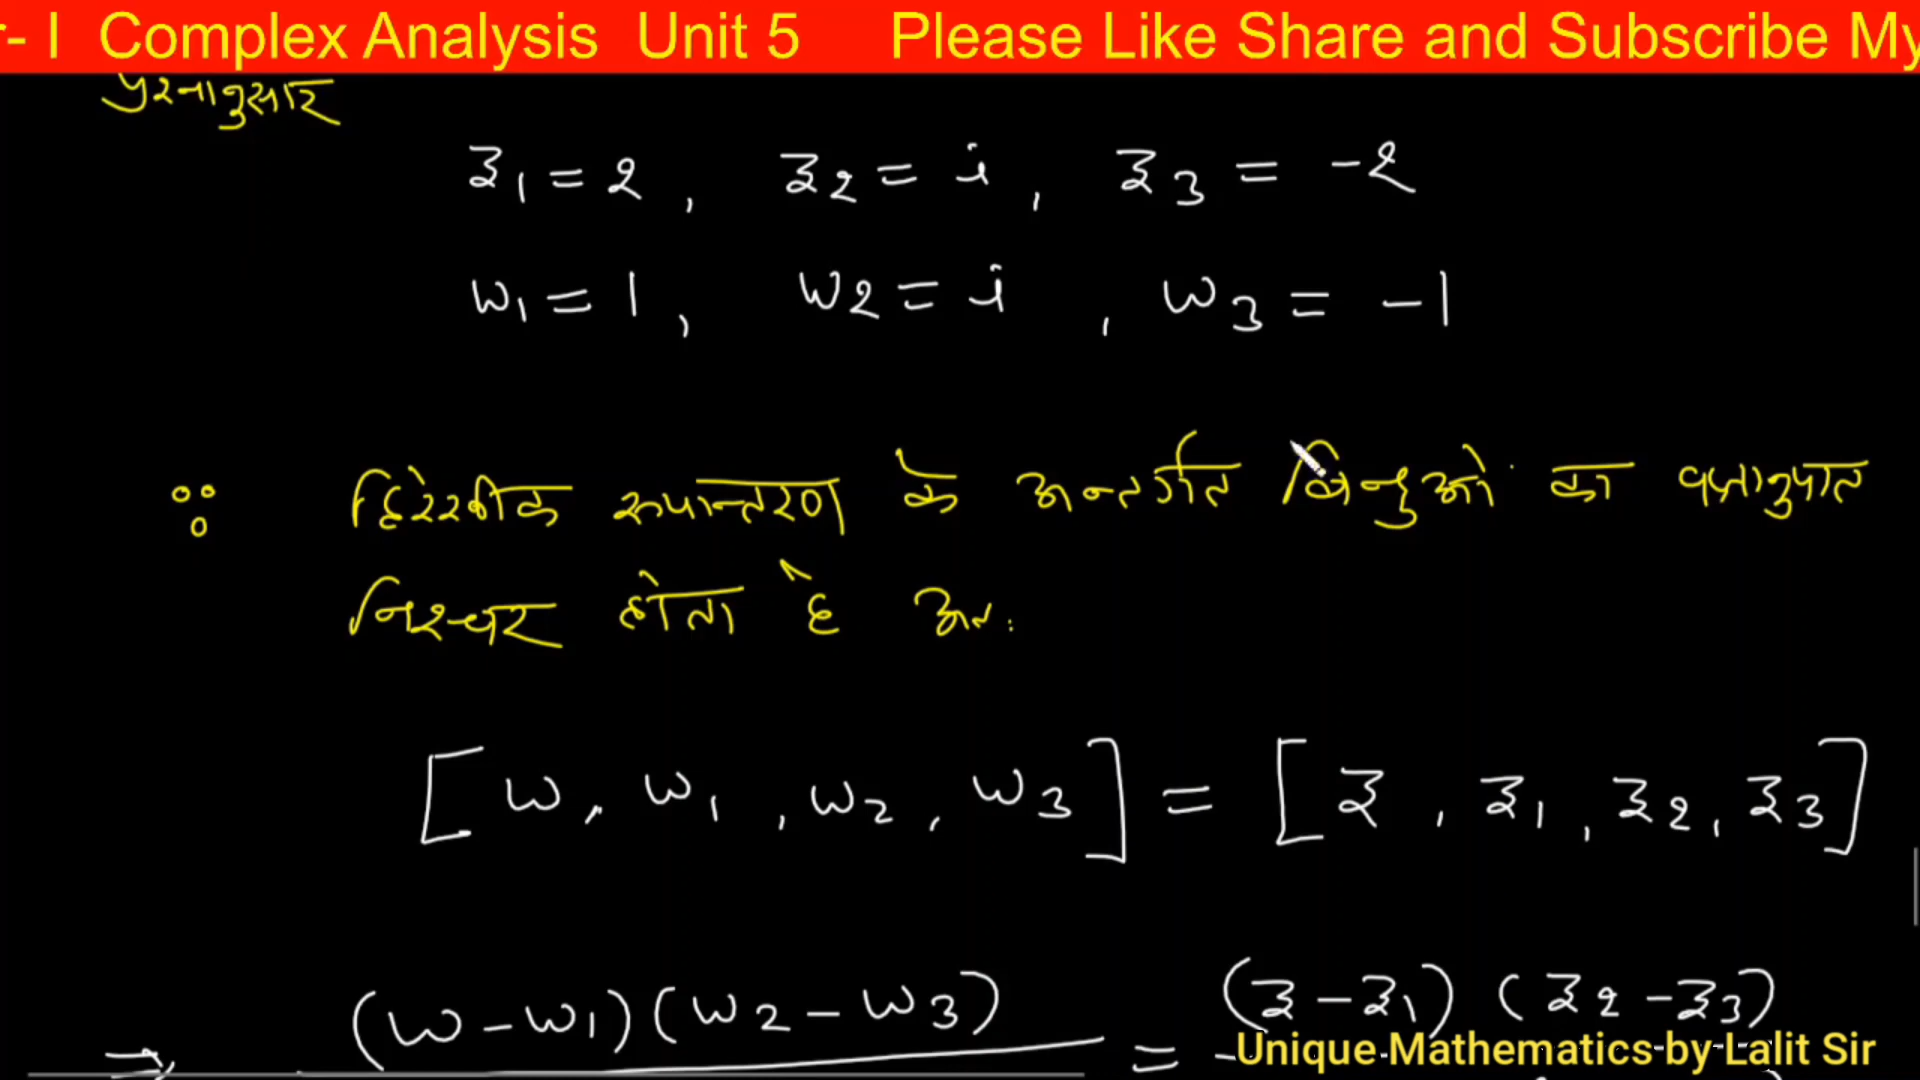 r- I Complex Analysis Unit 5 Please Like Share and Subscribe My
प्रश्नानुसार
z₁ = 2 , z₂ = i , z₃ = -2
w₁ = 1 , w₂ = i , w₃ = -1
∵ द्विरेखीक रूपान्तरण के अन्तर्गत बिन्दुओं का वज्रानुपात
निश्चर होता है अतः
[ w , w₁ , w₂ , w₃ ] = [ z , z₁ , z₂ , z₃ ]
⇒ (w - w₁) (w₂ - w₃) = (z - z₁) (z₂ - z₃)
Unique Mathematics by Lalit Sir